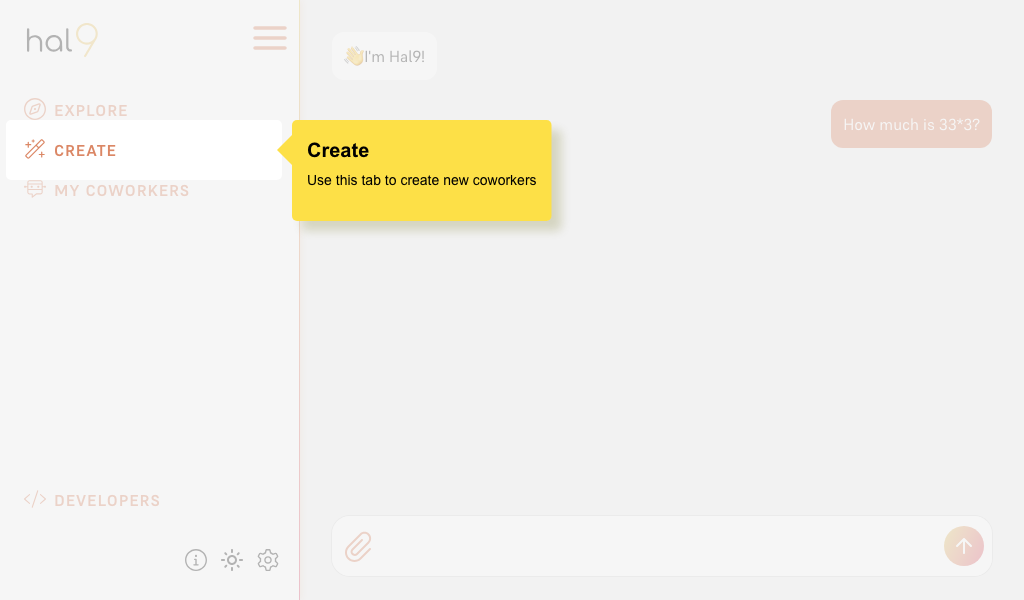 hal9
EXPLORE
CREATE
MY COWORKERS
DEVELOPERS
Create
Use this tab to create new coworkers
👋I'm Hal9!
How much is 33*3?